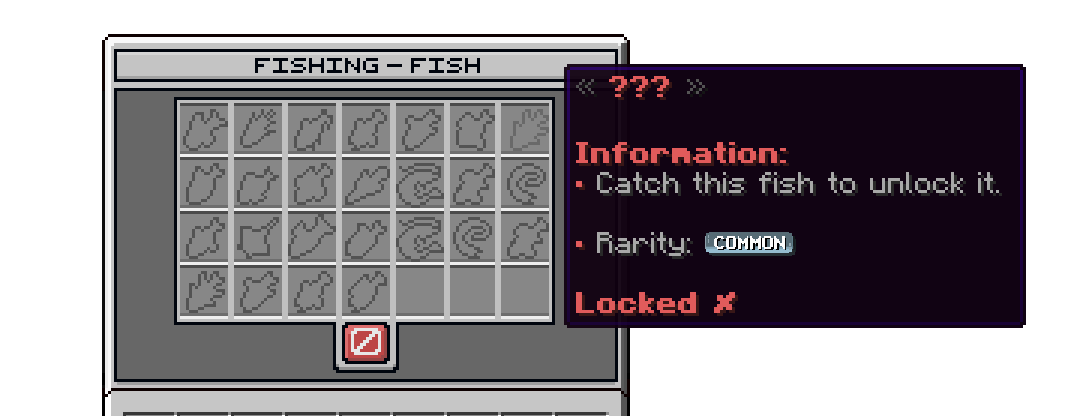 FISHING - FISH
« ??? »
Information:
• Catch this fish to unlock it.
• Rarity: COMMON
Locked ✘